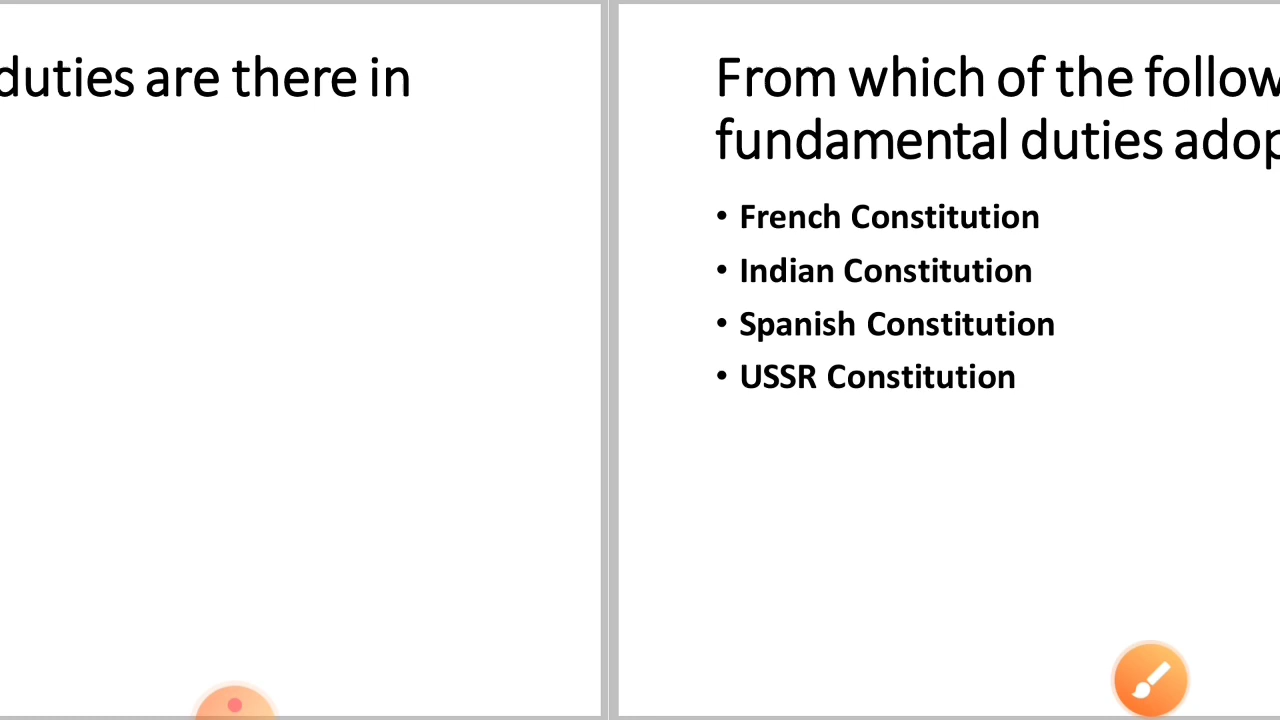 duties are there in
From which of the follow
fundamental duties adop
• French Constitution
• Indian Constitution
• Spanish Constitution
• USSR Constitution